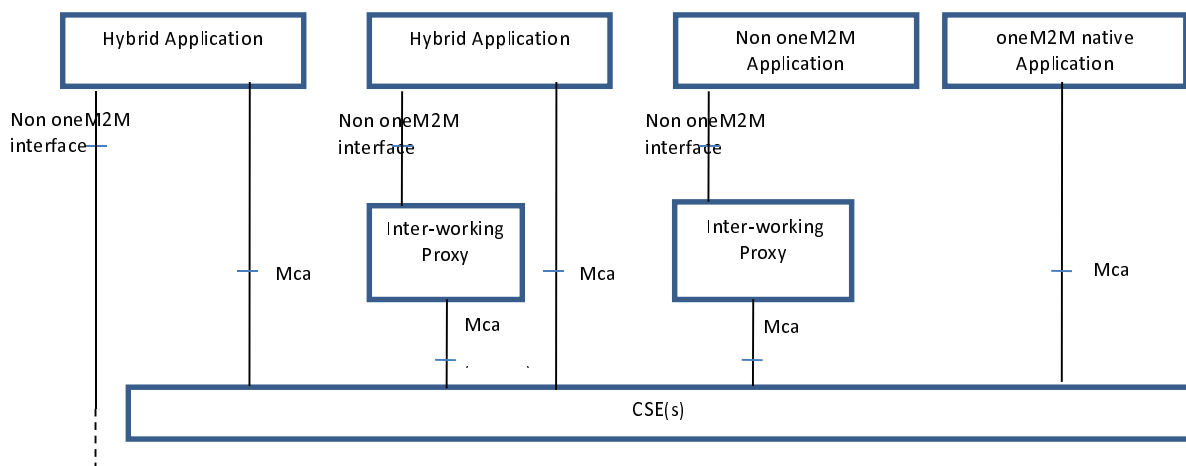 Hybrid Application
Hybrid Application
Non oneM2M
Application
oneM2M native
Application
Non oneM2M
interface
Non oneM2M
interface
Non oneM2M
interface
Inter-working
Proxy
Inter-working
Proxy
Mca
Mca
Mca
Mca
Mca
CSE(s)